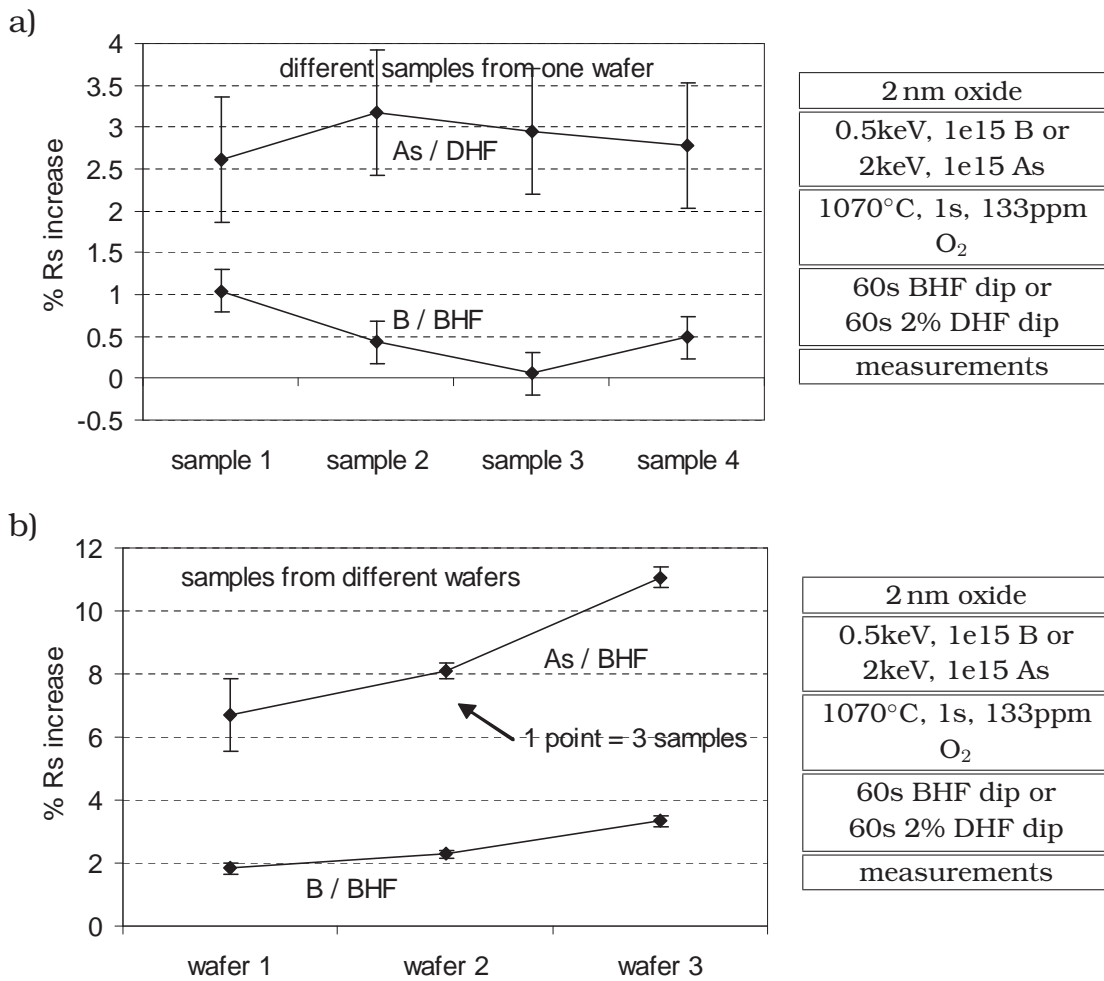 a)
% Rs increase
4
3.5
3
2.5
2
1.5
1
0.5
0
-0.5
different samples from one wafer
As / DHF
B / BHF
sample 1 sample 2 sample 3 sample 4
2 nm oxide
0.5keV, 1e15 B or
2keV, 1e15 As
1070°C, 1s, 133ppm
O₂
60s BHF dip or
60s 2% DHF dip
measurements
b)
% Rs increase
12
10
8
6
4
2
0
samples from different wafers
As / BHF
1 point = 3 samples
B / BHF
wafer 1 wafer 2 wafer 3
2 nm oxide
0.5keV, 1e15 B or
2keV, 1e15 As
1070°C, 1s, 133ppm
O₂
60s BHF dip or
60s 2% DHF dip
measurements